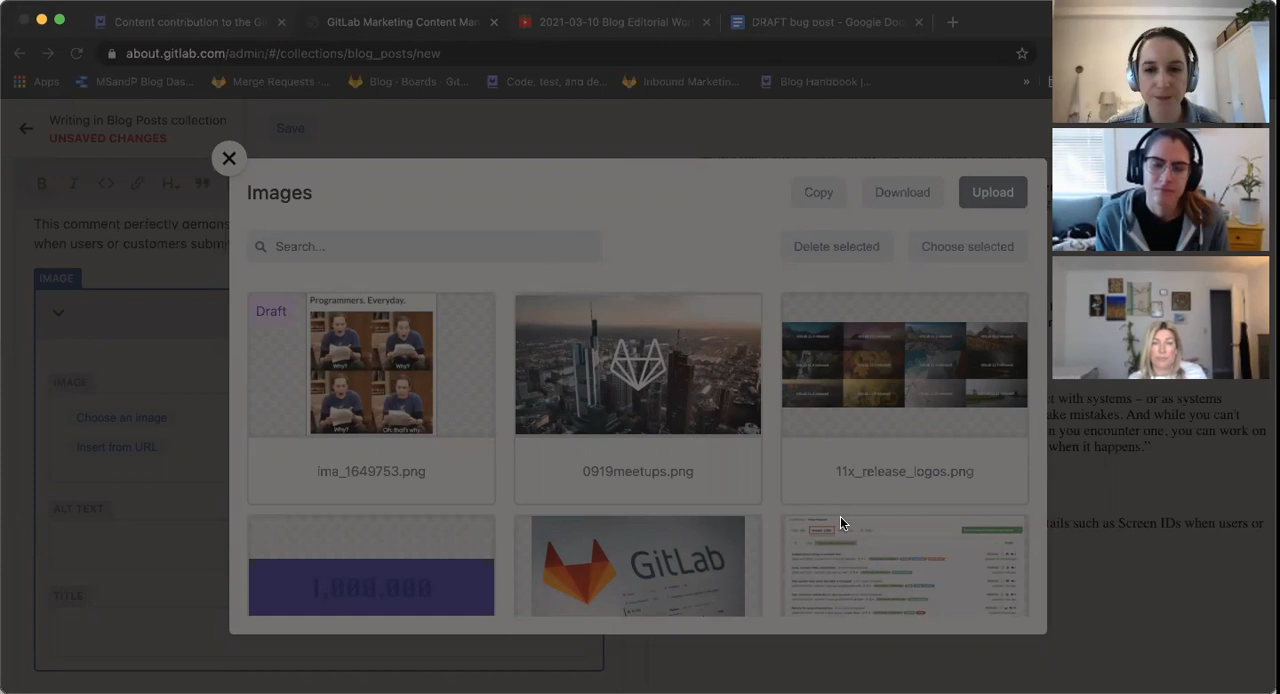 Content contribution to the Gi
GitLab Marketing Content Man
2021-03-10 Blog Editorial Wor
DRAFT bug post - Google Doc
about.gitlab.com/admin/#/collections/blog_posts/new
Apps
MSandP Blog Das...
Merge Requests ·...
Blog · Boards · Git...
Code, test, and de...
Inbound Marketin...
Blog Handbook |...
»
Writing in Blog Posts collection
UNSAVED CHANGES
Save
B I <> H
This comment perfectly demons
when users or customers submi
IMAGE
IMAGE
Choose an image
Insert from URL
ALT TEXT
TITLE
Images
Copy
Download
Upload
Search...
Delete selected
Choose selected
Draft
Programmers. Everyday.
Why?
Why?
Why?
Oh, that's why.
ima_1649753.png
0919meetups.png
11x_release_logos.png
1,000,000
GitLab
t with systems – or as systems
ake mistakes. And while you can't
n you encounter one, you can work on
when it happens.”
tails such as Screen IDs when users or